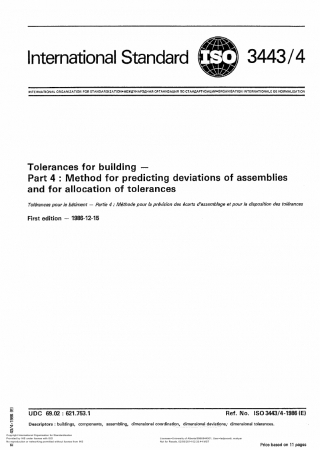 International Standard ISO 3443/4
INTERNATIONAL ORGANIZATION FOR STANDARDIZATION•МЕЖДУНАРОДНАЯ ОРГАНИЗАЦИЯ ПО СТАНДАРТИЗАЦИИ•ORGANISATION INTERNATIONALE DE NORMALISATION
Tolerances for building —
Part 4 : Method for predicting deviations of assemblies
and for allocation of tolerances
Tolérances pour le bâtiment — Partie 4 : Méthode pour la prévision des écarts d'assemblage et pour la disposition des tolérances
First edition — 1986-12-15
UDC 69.02 : 621.753.1 Ref. No. ISO 3443/4-1986 (E)
Descriptors : buildings, components, assembling, dimensional coordination, dimensional deviations, dimensional tolerances.
Price based on 11 pages